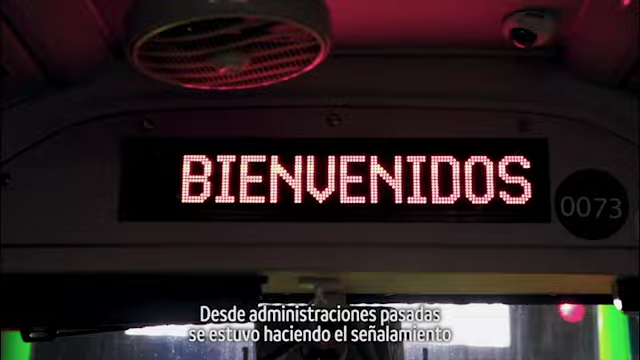 BIENVENIDOS
0073
Desde administraciones pasadas
se estuvo haciendo el señalamiento